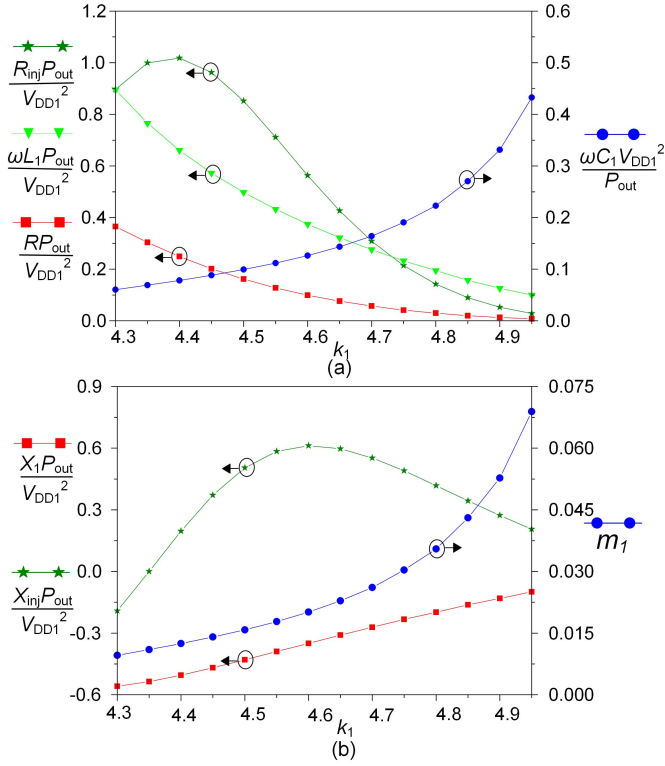 (a)
R_inj P_out / V_DD1^2
ωL_1 P_out / V_DD1^2
RP_out / V_DD1^2
1.2
1.0
0.8
0.6
0.4
0.2
0.0
0.6
0.5
0.4
0.3
0.2
0.1
0.0
ωC_1 V_DD1^2 / P_out
4.3 4.4 4.5 4.6 4.7 4.8 4.9
k_1
(a)
X_1 P_out / V_DD1^2
X_inj P_out / V_DD1^2
0.9
0.6
0.3
0.0
-0.3
-0.6
0.075
0.060
0.045
0.030
0.015
0.000
m_1
4.3 4.4 4.5 4.6 4.7 4.8 4.9
k_1
(b)